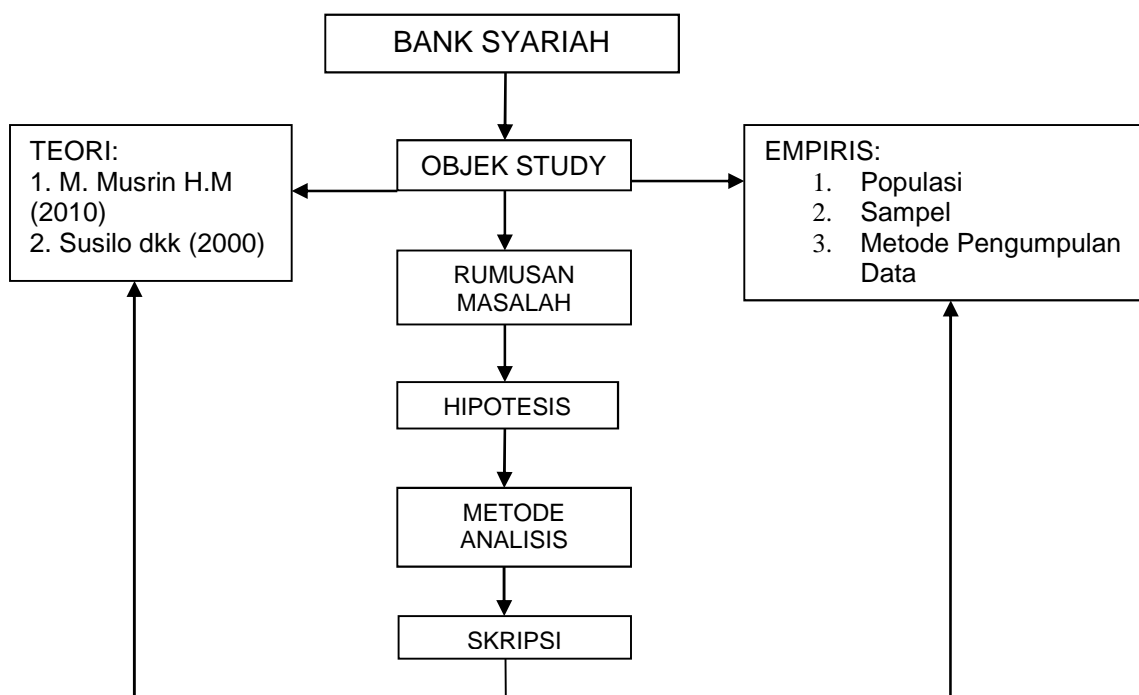 BANK SYARIAH
TEORI:
1. M. Musrin H.M
(2010)
2. Susilo dkk (2000)
OBJEK STUDY
EMPIRIS:
1. Populasi
2. Sampel
3. Metode Pengumpulan
Data
RUMUSAN
MASALAH
HIPOTESIS
METODE
ANALISIS
SKRIPSI